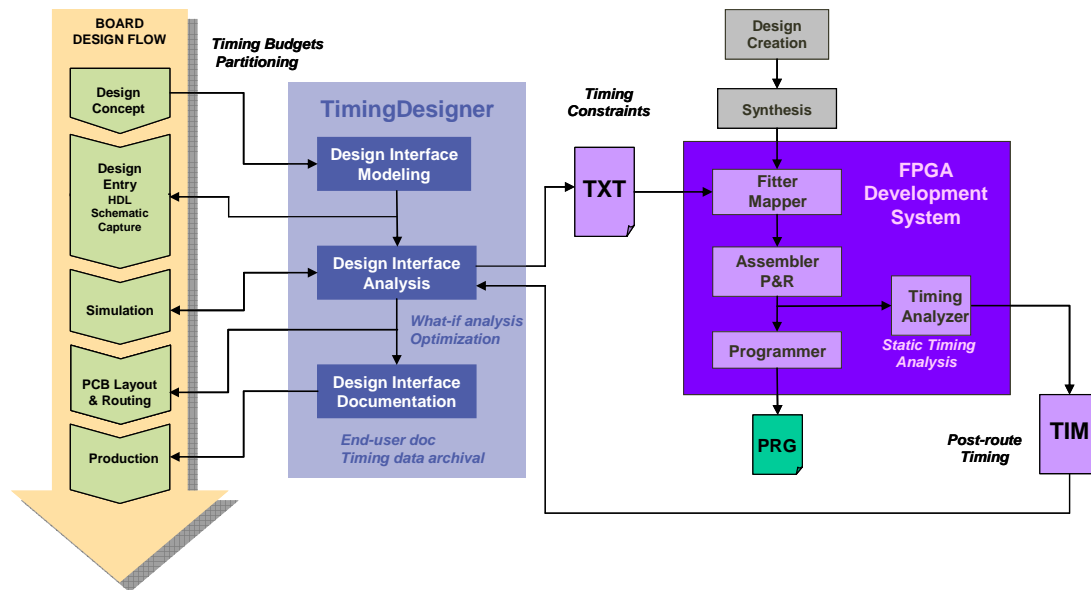 BOARD
DESIGN FLOW
Design
Concept
Design
Entry
HDL
Schematic
Capture
Simulation
PCB Layout
& Routing
Production
Timing Budgets
Partitioning
TimingDesigner
Design Interface
Modeling
Design Interface
Analysis
What-if analysis
Optimization
Design Interface
Documentation
End-user doc
Timing data archival
Timing
Constraints
TXT
Design
Creation
Synthesis
FPGA
Development
System
Fitter
Mapper
Assembler
P&R
Timing
Analyzer
Static Timing
Analysis
Programmer
PRG
Post-route
Timing
TIM